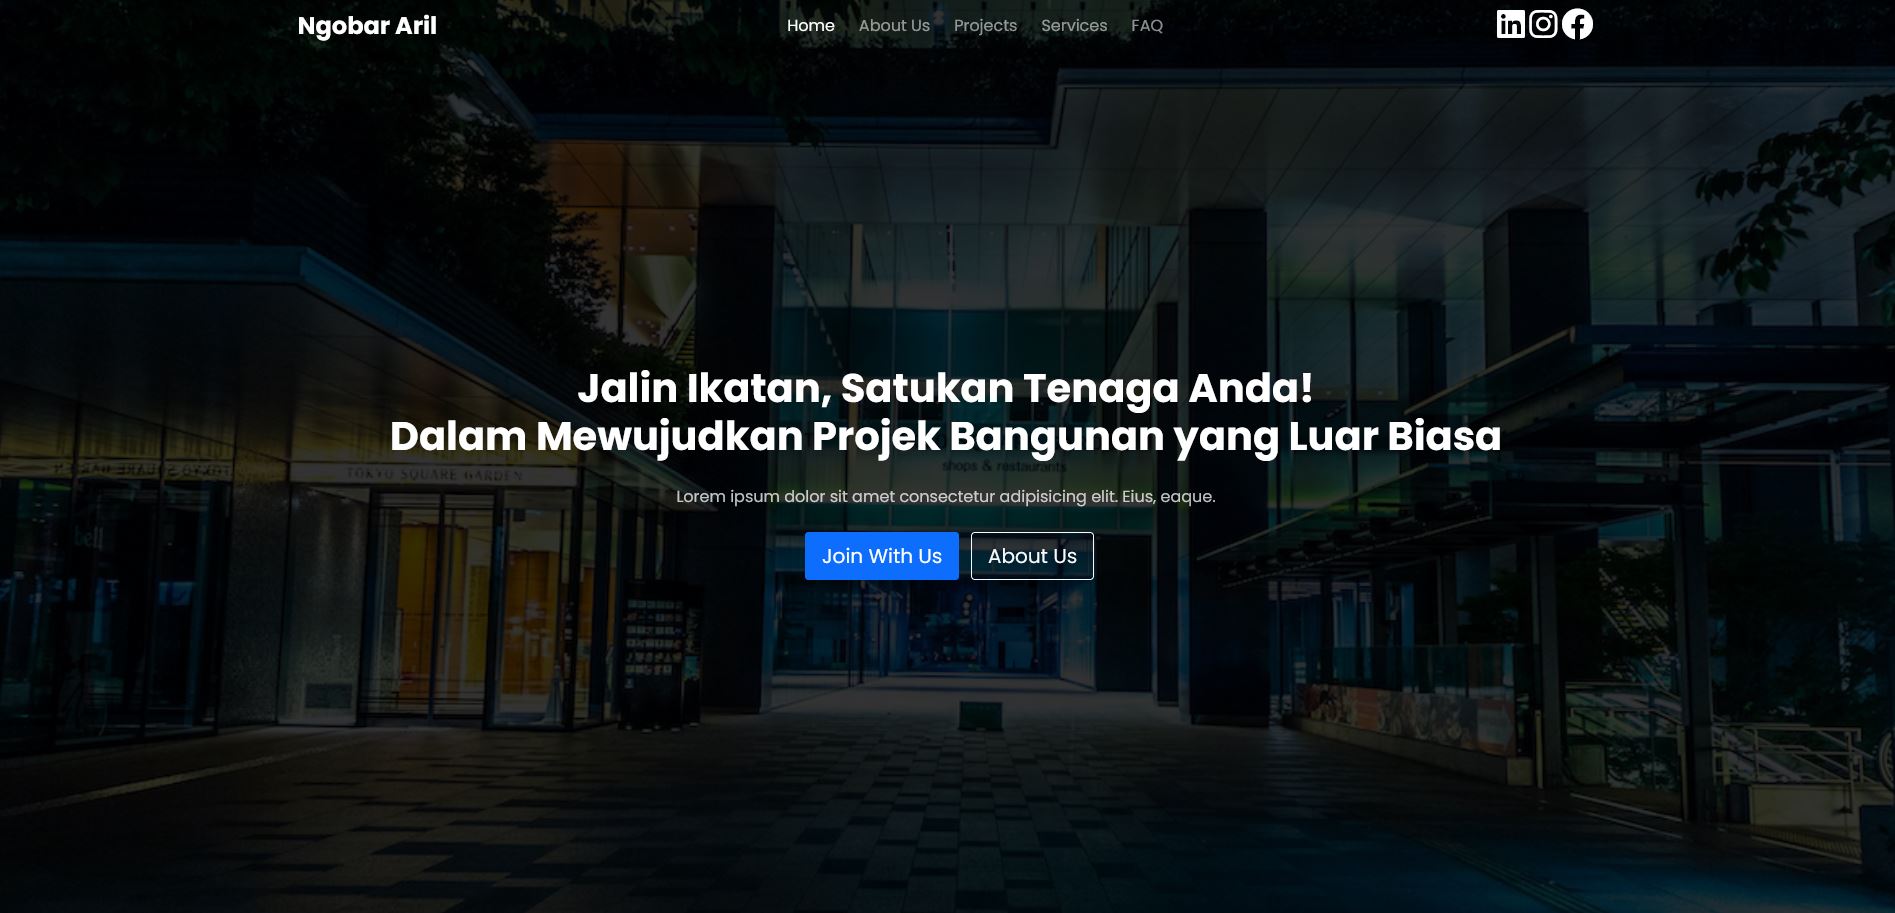 Ngobar Aril
Home About Us Projects Services FAQ
Jalin Ikatan, Satukan Tenaga Anda!
Dalam Mewujudkan Projek Bangunan yang Luar Biasa
shops & restaurants
TOKYO SQUARE GARDEN
Lorem ipsum dolor sit amet consectetur adipisicing elit. Eius, eaque.
bell
Join With Us About Us